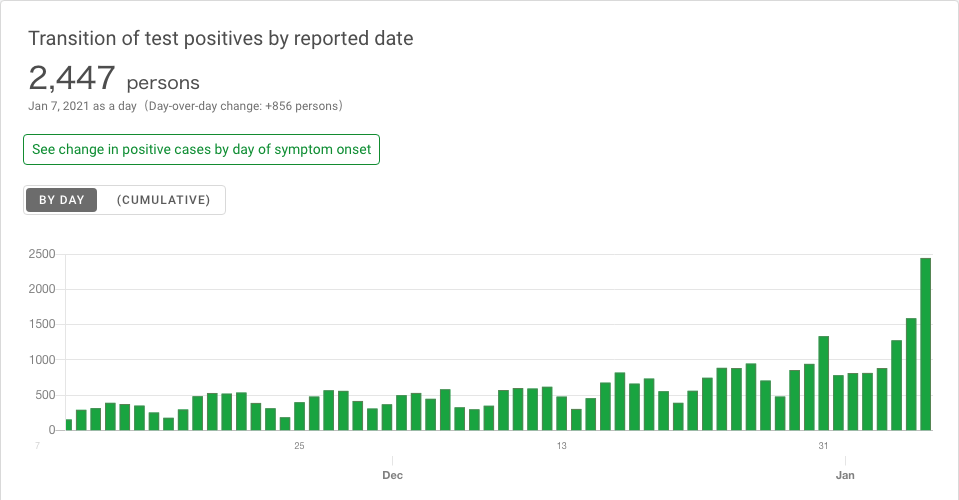 Transition of test positives by reported date
2,447 persons
Jan 7, 2021 as a day（Day-over-day change: +856 persons）
See change in positive cases by day of symptom onset
BY DAY (CUMULATIVE)
2500
2000
1500
1000
500
0
7 25 13 31
Dec Jan